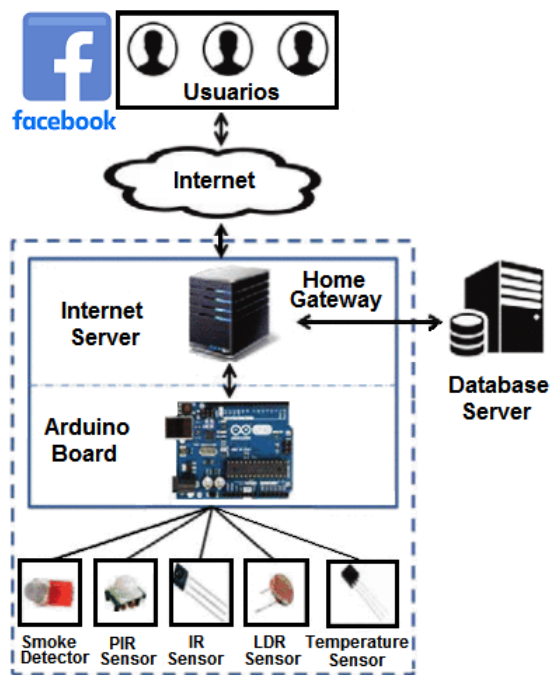 f
facebook
Usuarios
Internet
Internet
Server
Home
Gateway
Database
Server
Arduino
Board
Smoke
Detector
PIR
Sensor
IR
Sensor
LDR
Sensor
Temperature
Sensor